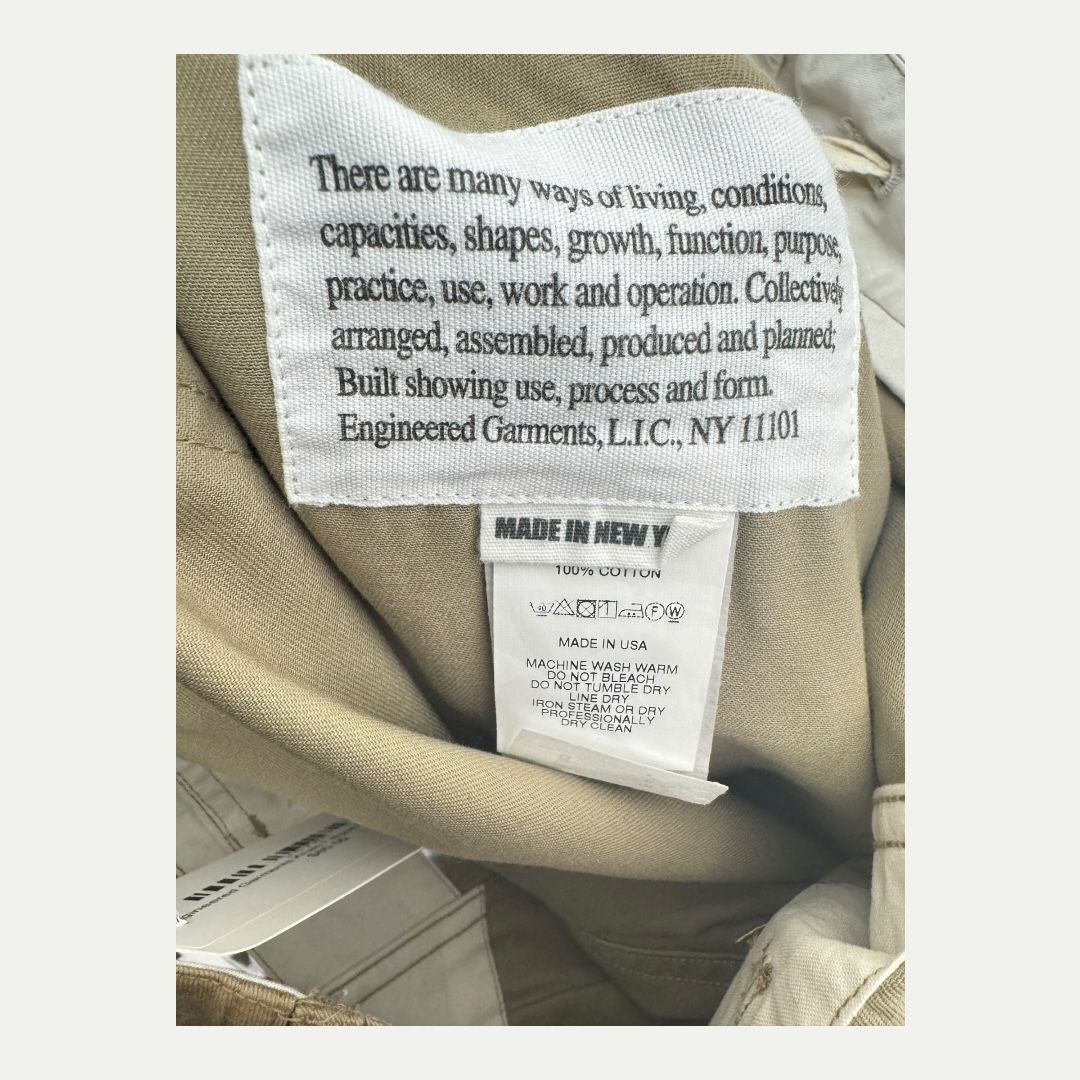 There are many ways of living, conditions,
capacities, shapes, growth, function, purpose,
practice, use, work and operation. Collectively
arranged, assembled, produced and planned;
Built showing use, process and form.
Engineered Garments, L.I.C., NY 11101
MADE IN NEW Y
100% COTTON
MADE IN USA
MACHINE WASH WARM
DO NOT BLEACH
DO NOT TUMBLE DRY
LINE DRY
IRON STEAM OR DRY
PROFESSIONALLY
DRY CLEAN